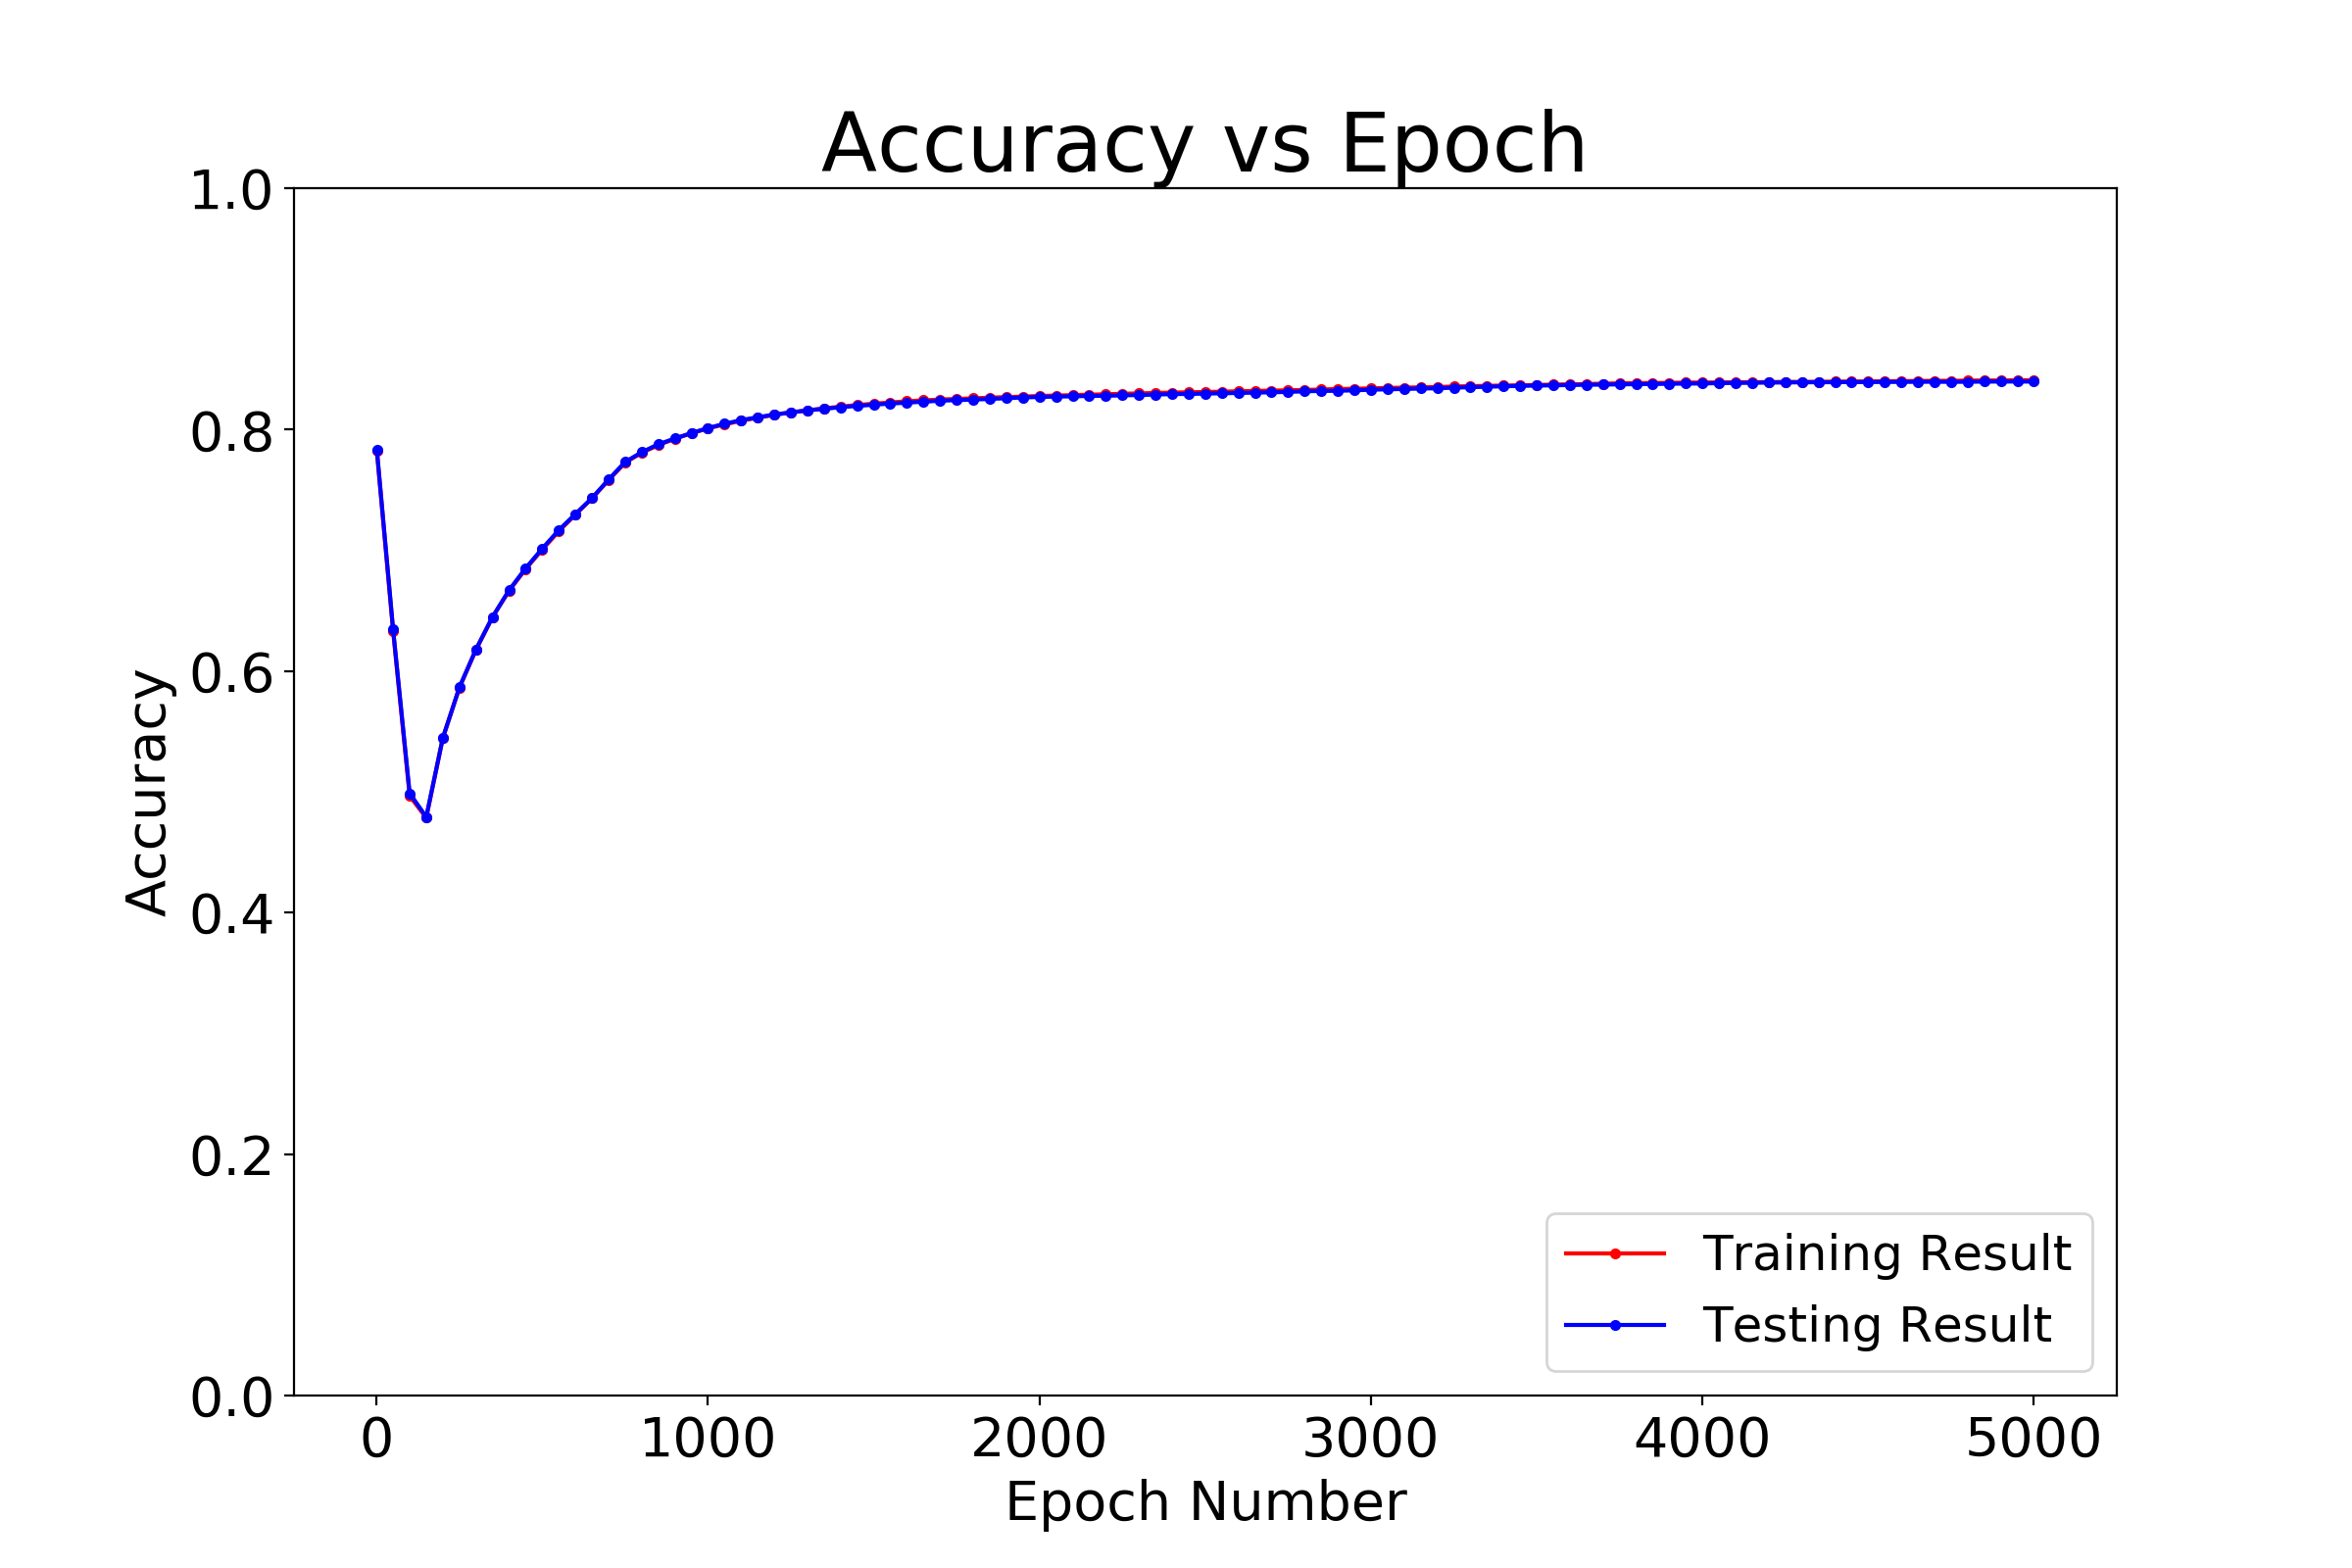 Accuracy vs Epoch
1.0
0.8
0.6
0.4
0.2
0.0
Accuracy
0 1000 2000 3000 4000 5000
Epoch Number
Training Result
Testing Result